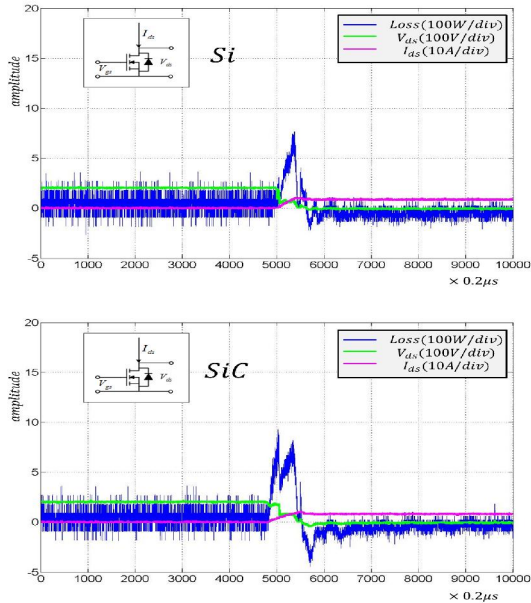 20
15
10
5
0
-5
amplitude
I_ds
V_gs
V_ds
Si
Loss(100W/div)
V_ds(100V/div)
I_ds(10A/div)
0 1000 2000 3000 4000 5000 6000 7000 8000 9000 10000
× 0.2μs
20
15
10
5
0
-5
amplitude
I_ds
V_gs
V_ds
SiC
Loss(100W/div)
V_ds(100V/div)
I_ds(10A/div)
0 1000 2000 3000 4000 5000 6000 7000 8000 9000 10000
× 0.2μs